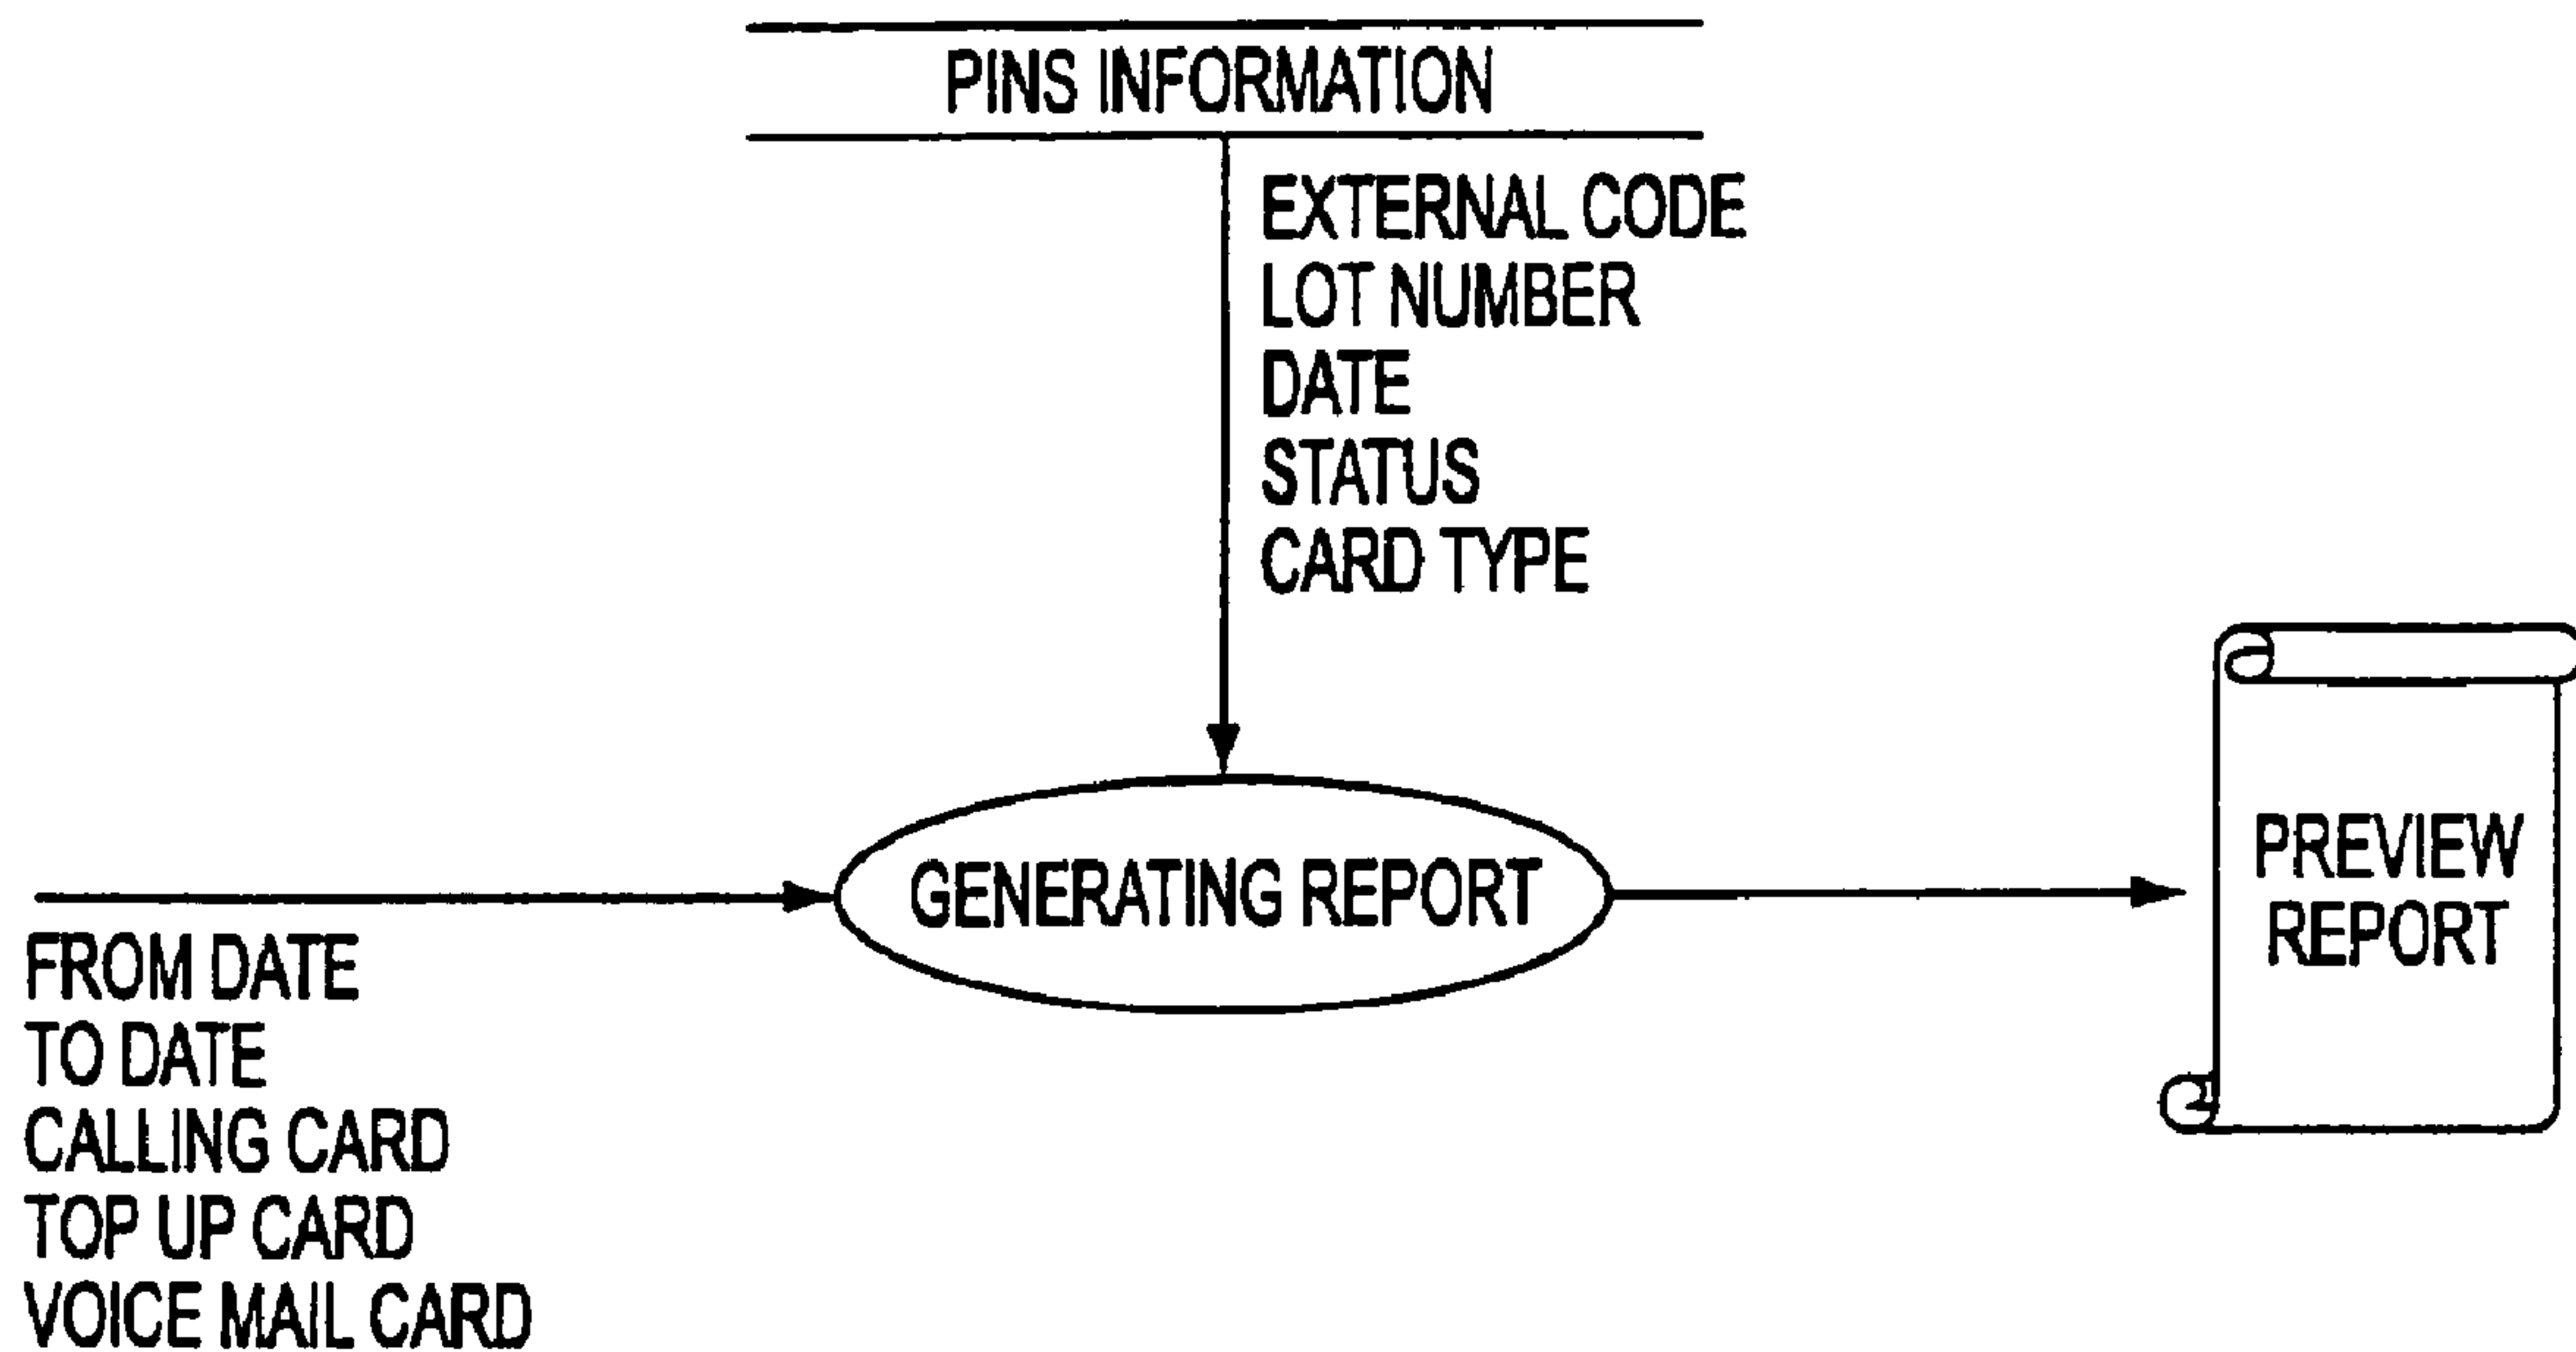 PINS INFORMATION
EXTERNAL CODE
LOT NUMBER
DATE
STATUS
CARD TYPE
GENERATING REPORT
PREVIEW
REPORT
FROM DATE
TO DATE
CALLING CARD
TOP UP CARD
VOICE MAIL CARD